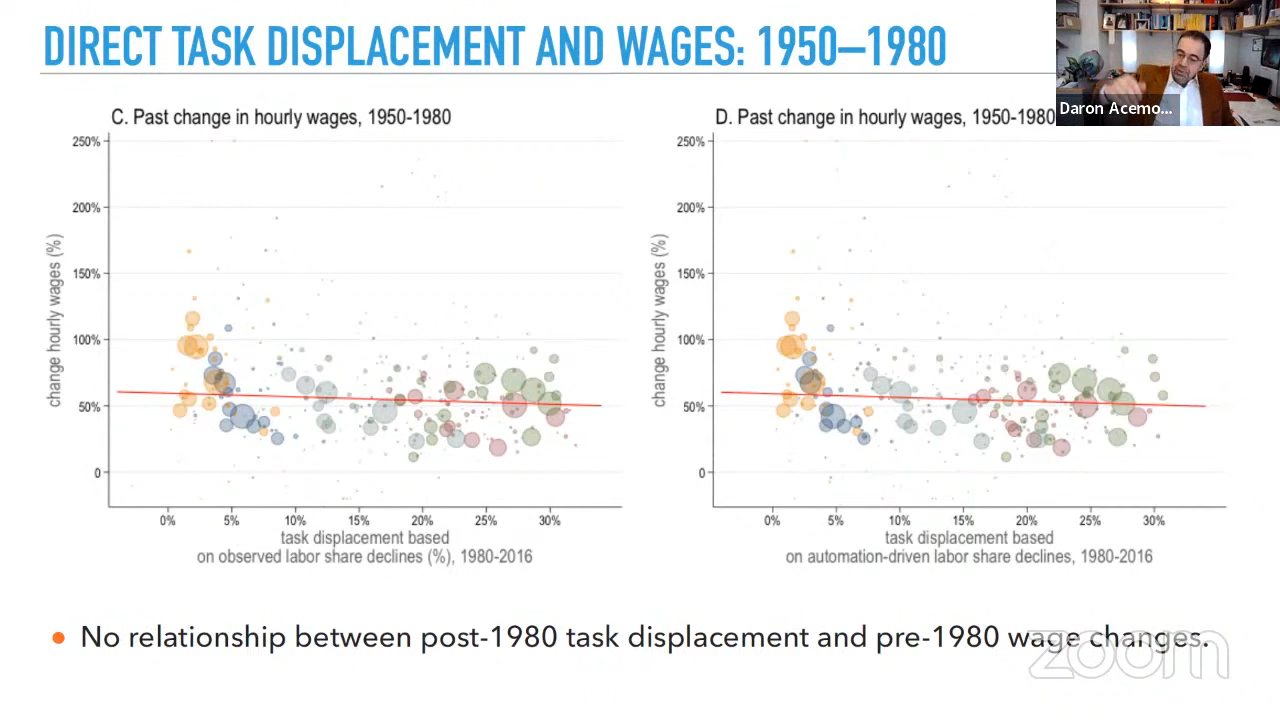 DIRECT TASK DISPLACEMENT AND WAGES: 1950–1980
Daron Acemo...
C. Past change in hourly wages, 1950-1980
250%
200%
150%
100%
50%
0
change hourly wages (%)
0% 5% 10% 15% 20% 25% 30%
task displacement based
on observed labor share declines (%), 1980-2016
D. Past change in hourly wages, 1950-1980
250%
200%
150%
100%
50%
0
change hourly wages (%)
0% 5% 10% 15% 20% 25% 30%
task displacement based
on automation-driven labor share declines, 1980-2016
• No relationship between post-1980 task displacement and pre-1980 wage changes.
zoom